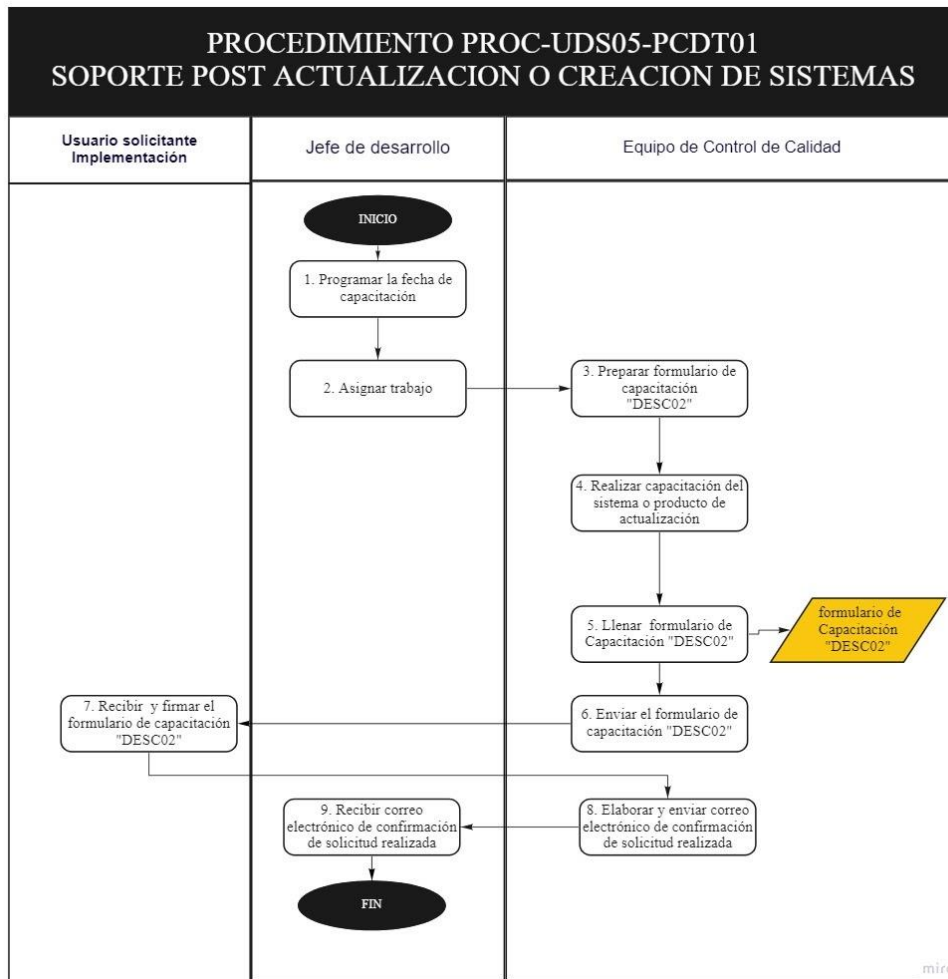 PROCEDIMIENTO PROC-UDS05-PCDT01
SOPORTE POST ACTUALIZACION O CREACION DE SISTEMAS
Usuario solicitante
Implementación
Jefe de desarrollo
Equipo de Control de Calidad
INICIO
1. Programar la fecha de
capacitación
2. Asignar trabajo
3. Preparar formulario de
capacitación
"DESC02"
4. Realizar capacitación del
sistema o producto de
actualización
5. Llenar formulario de
Capacitación "DESC02"
formulario de
Capacitación
"DESC02"
6. Enviar el formulario de
capacitación "DESC02"
7. Recibir y firmar el
formulario de capacitación
"DESC02"
8. Elaborar y enviar correo
electrónico de confirmación
de solicitud realizada
9. Recibir correo
electrónico de confirmación
de solicitud realizada
FIN